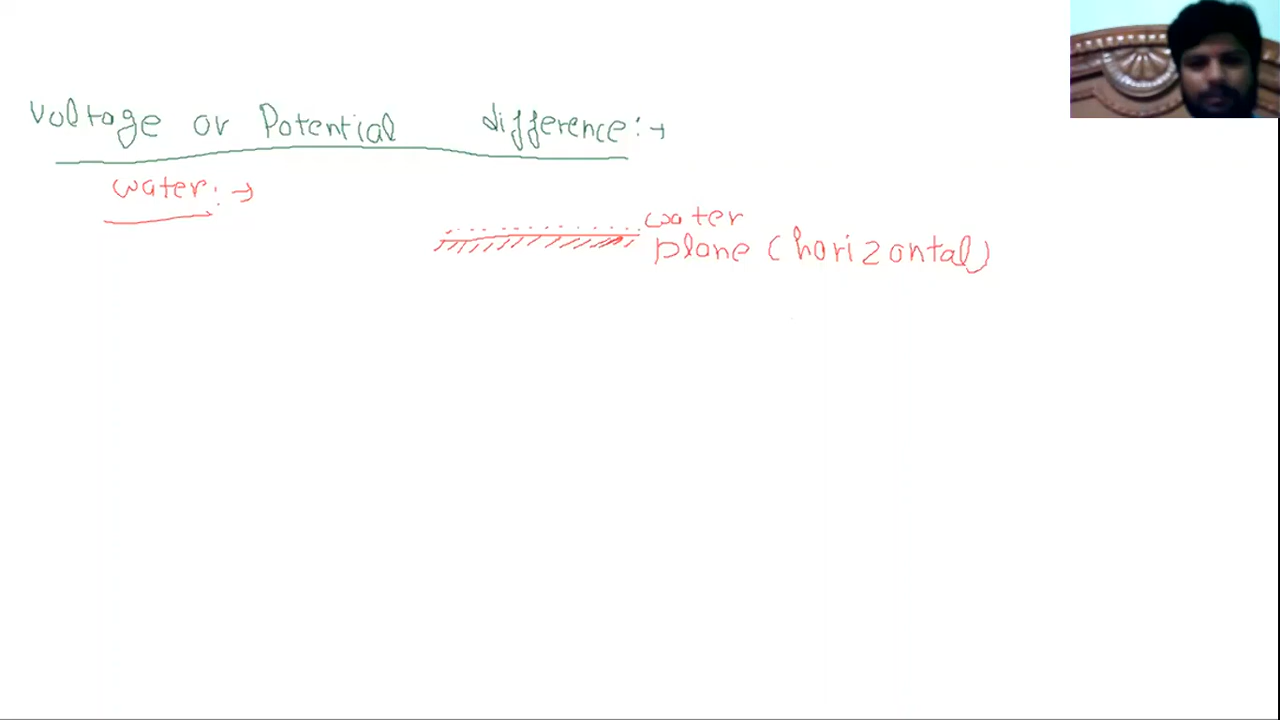 Voltage or Potential difference:→
water:→
water
plane (horizontal)